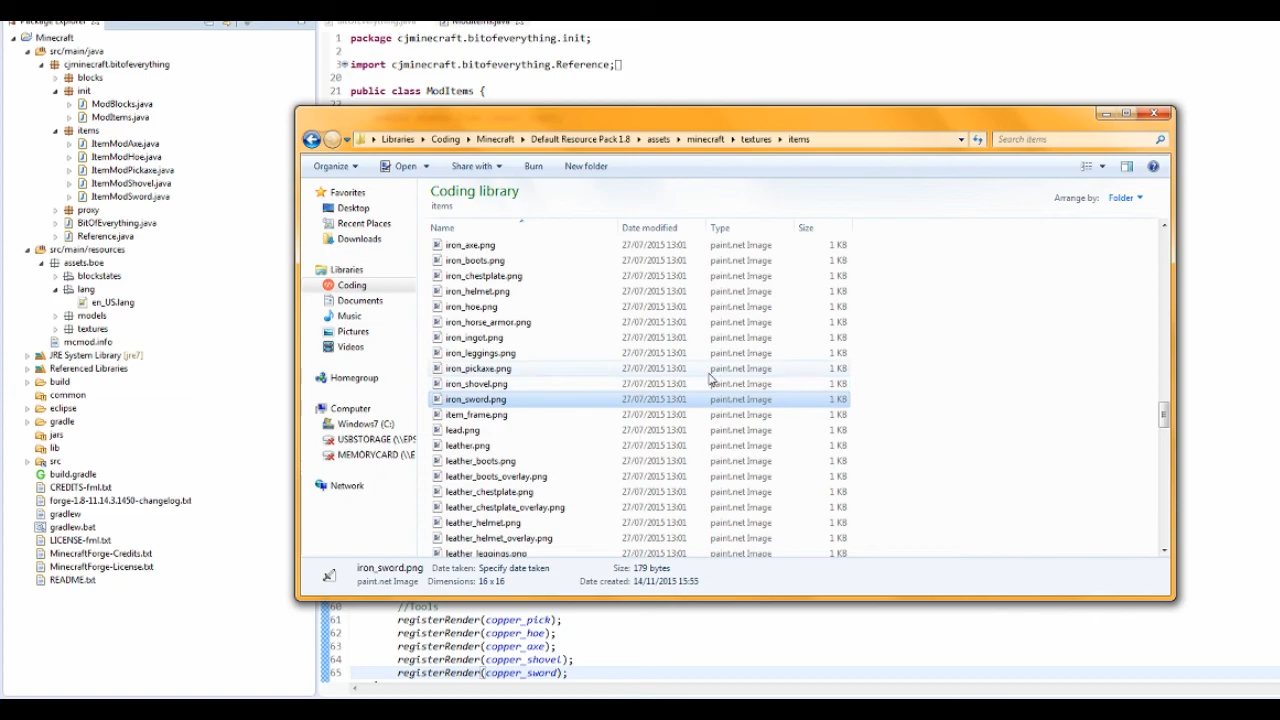 Package Explorer
ModItems.java
Minecraft
src/main/java
cjminecraft.bitofeverything
blocks
init
ModBlocks.java
ModItems.java
items
ItemModAxe.java
ItemModHoe.java
ItemModPickaxe.java
ItemModShovel.java
ItemModSword.java
proxy
BitOfEverything.java
Reference.java
src/main/resources
assets.boe
blockstates
lang
en_US.lang
models
textures
mcmod.info
JRE System Library [jre7]
Referenced Libraries
build
common
eclipse
gradle
jars
lib
src
build.gradle
CREDITS-fml.txt
forge-1.8-11.14.3.1450-changelog.txt
gradlew
gradlew.bat
LICENSE-fml.txt
MinecraftForge-Credits.txt
MinecraftForge-License.txt
README.txt
1 package cjminecraft.bitofeverything.init;
2
3 import cjminecraft.bitofeverything.Reference;
20
21 public class ModItems {
Libraries Coding Minecraft Default Resource Pack 1.8 assets minecraft textures items Search items
Organize Open Share with Burn New folder
Favorites
Desktop
Recent Places
Downloads
Libraries
Coding
Documents
Music
Pictures
Videos
Homegroup
Computer
Windows7 (C:)
USBSTORAGE (\\EPS
MEMORYCARD (\\E
Network
Coding library
items
Arrange by: Folder
Name Date modified Type Size
iron_axe.png 27/07/2015 13:01 paint.net Image 1 KB
iron_boots.png 27/07/2015 13:01 paint.net Image 1 KB
iron_chestplate.png 27/07/2015 13:01 paint.net Image 1 KB
iron_helmet.png 27/07/2015 13:01 paint.net Image 1 KB
iron_hoe.png 27/07/2015 13:01 paint.net Image 1 KB
iron_horse_armor.png 27/07/2015 13:01 paint.net Image 1 KB
iron_ingot.png 27/07/2015 13:01 paint.net Image 1 KB
iron_leggings.png 27/07/2015 13:01 paint.net Image 1 KB
iron_pickaxe.png 27/07/2015 13:01 paint.net Image 1 KB
iron_shovel.png 27/07/2015 13:01 paint.net Image 1 KB
iron_sword.png 27/07/2015 13:01 paint.net Image 1 KB
item_frame.png 27/07/2015 13:01 paint.net Image 1 KB
lead.png 27/07/2015 13:01 paint.net Image 1 KB
leather.png 27/07/2015 13:01 paint.net Image 1 KB
leather_boots.png 27/07/2015 13:01 paint.net Image 1 KB
leather_boots_overlay.png 27/07/2015 13:01 paint.net Image 1 KB
leather_chestplate.png 27/07/2015 13:01 paint.net Image 1 KB
leather_chestplate_overlay.png 27/07/2015 13:01 paint.net Image 1 KB
leather_helmet.png 27/07/2015 13:01 paint.net Image 1 KB
leather_helmet_overlay.png 27/07/2015 13:01 paint.net Image 1 KB
leather_leggings.png 27/07/2015 13:01 paint.net Image 1 KB
iron_sword.png Date taken: Specify date taken Size: 179 bytes
paint.net Image Dimensions: 16 x 16 Date created: 14/11/2015 15:55
60 //Tools
61 registerRender(copper_pick);
62 registerRender(copper_hoe);
63 registerRender(copper_axe);
64 registerRender(copper_shovel);
65 registerRender(copper_sword);